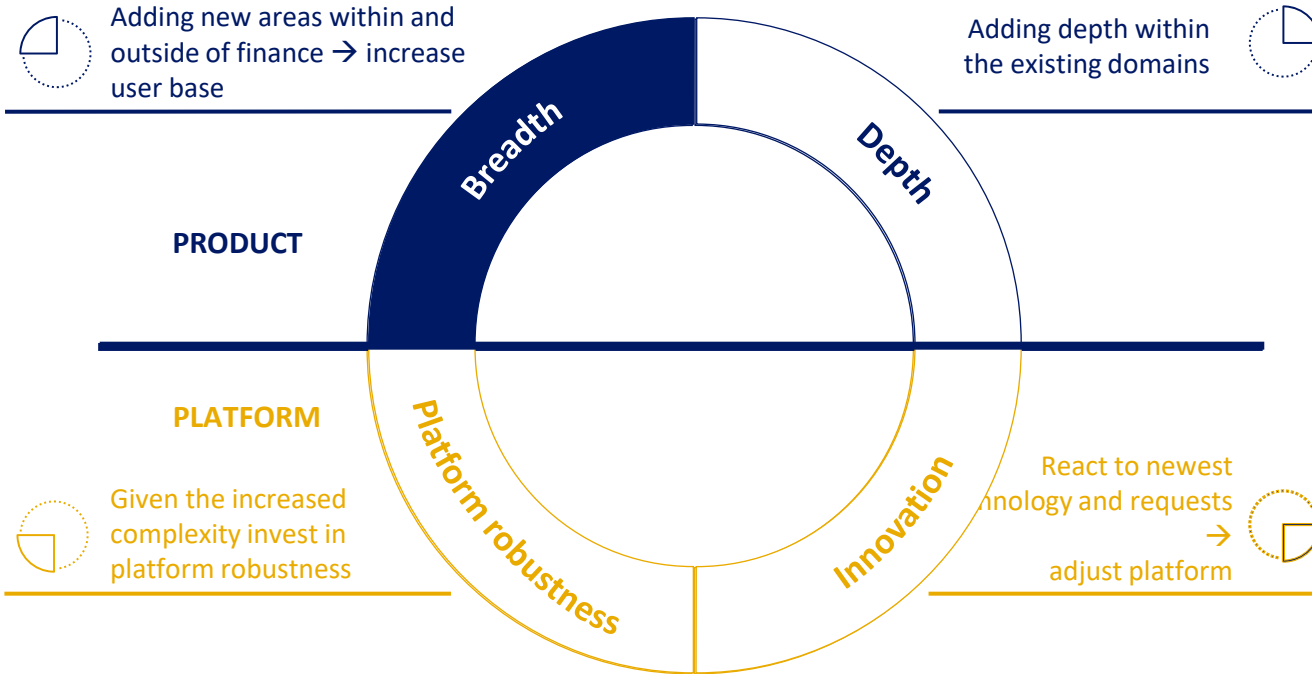 Adding new areas within and
outside of finance → increase
user base
Adding depth within
the existing domains
Breadth
Depth
PRODUCT
PLATFORM
Platform robustness
Innovation
Given the increased
complexity invest in
platform robustness
React to newest
nnology and requests
→
adjust platform